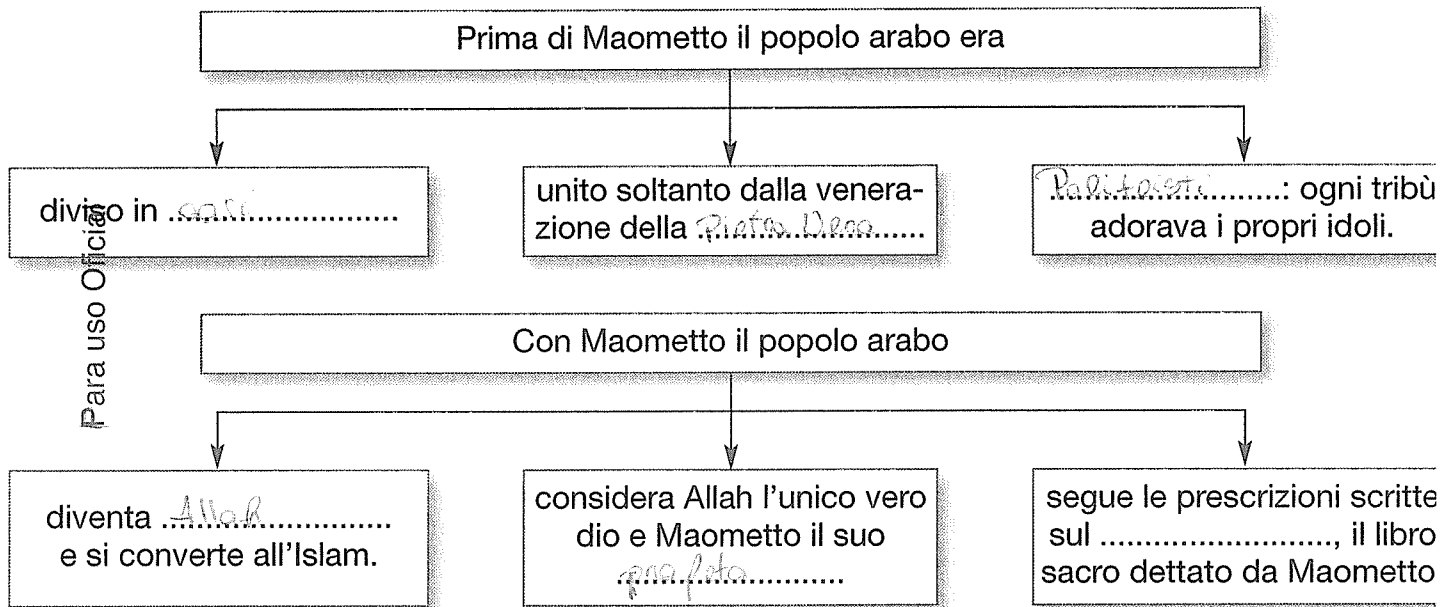 Prima di Maometto il popolo arabo era
diviso in ........................
unito soltanto dalla venera-
zione della Pietra Nera
Politeisti........: ogni tribù
adorava i propri idoli.
Para uso Oficial
Con Maometto il popolo arabo
diventa Allah
e si converte all'Islam.
considera Allah l'unico vero
dio e Maometto il suo
profeta
segue le prescrizioni scritte
sul ........................, il libro
sacro dettato da Maometto